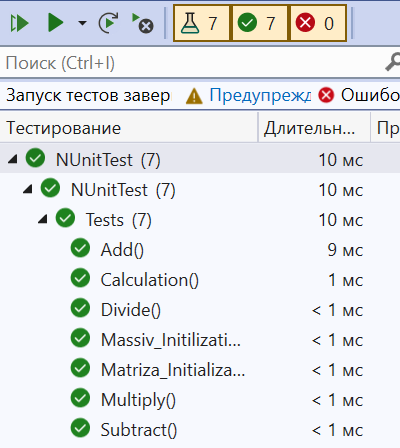 7 7 0
Поиск (Ctrl+I)
Запуск тестов завер Предупрежд Ошибо
Тестирование Длительн... Пр
NUnitTest (7) 10 мс
NUnitTest (7) 10 мс
Tests (7) 10 мс
Add() 9 мс
Calculation() 1 мс
Divide() < 1 мс
Massiv_Initilizati... < 1 мс
Matriza_Initializa... < 1 мс
Multiply() < 1 мс
Subtract() < 1 мс